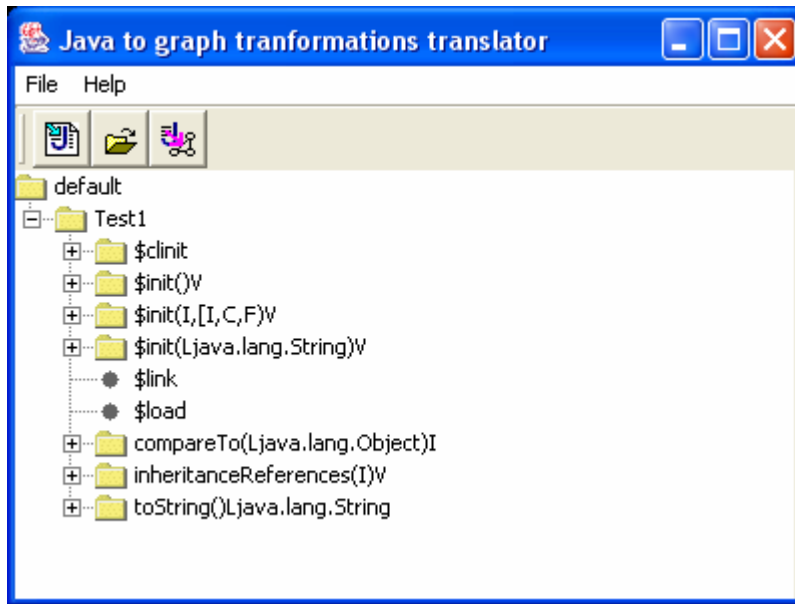 Java to graph tranformations translator
File Help
default
Test1
$clinit
$init()V
$init(I,[I,C,F)V
$init(Ljava.lang.String)V
$link
$load
compareTo(Ljava.lang.Object)I
inheritanceReferences(I)V
toString()Ljava.lang.String